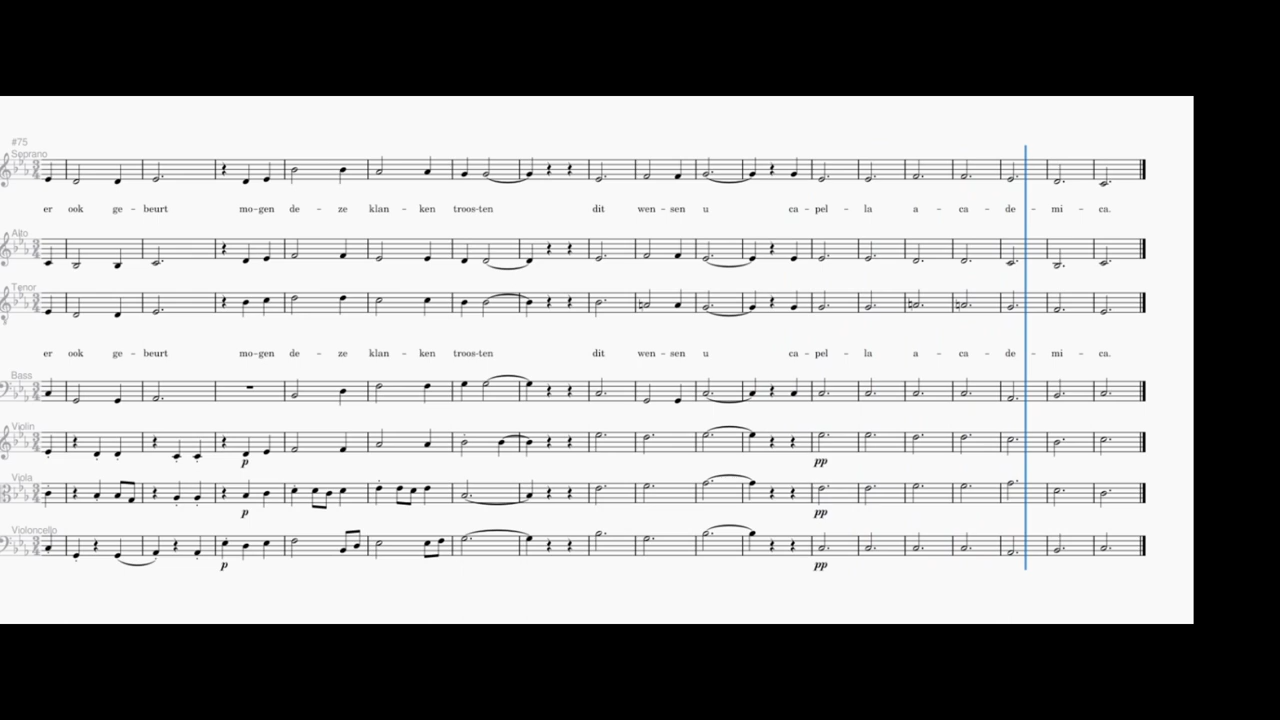 #75
Soprano
er ook ge - beurt mo-gen de - ze klan - ken troos-ten dit wen - sen u ca - pel - la a - ca - de - mi - ca.
Alto
Tenor
er ook ge - beurt mo-gen de - ze klan - ken troos-ten dit wen - sen u ca - pel - la a - ca - de - mi - ca.
Bass
Violin
p pp
Viola
p pp
Violoncello
p pp